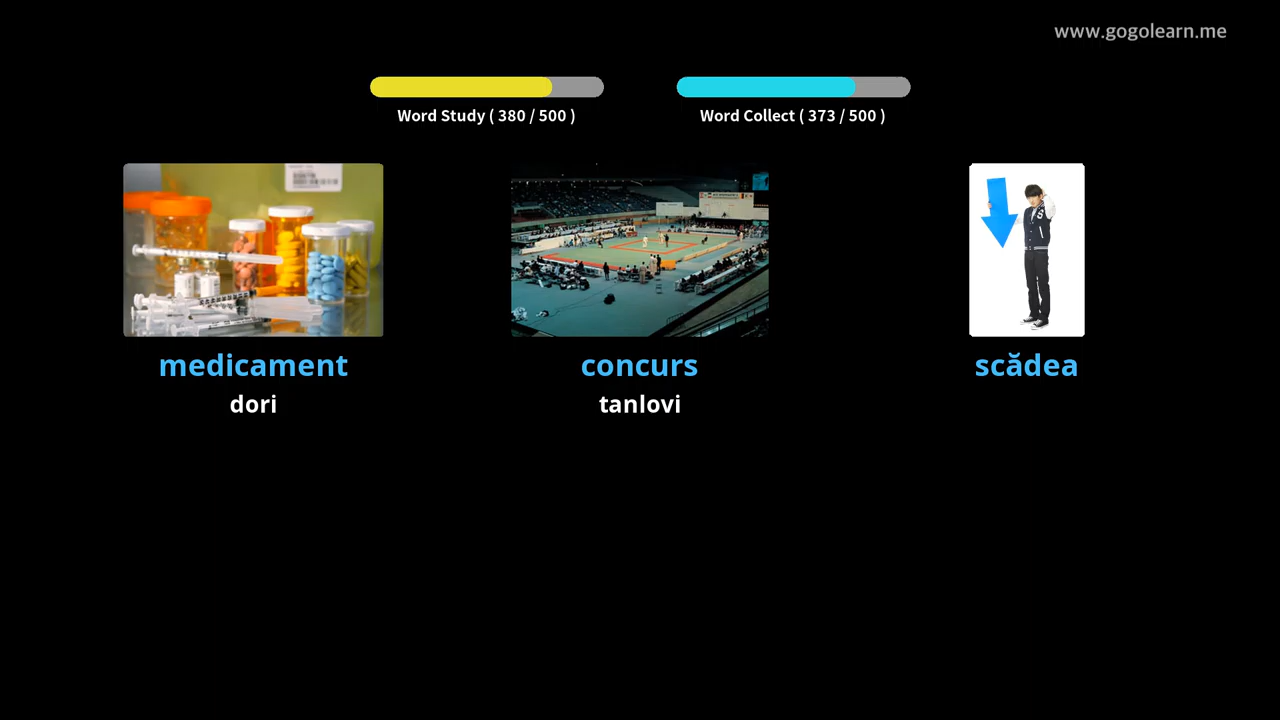 www.gogolearn.me
Word Study ( 380 / 500 )
Word Collect ( 373 / 500 )
medicament
concurs
scădea
dori
tanlovi